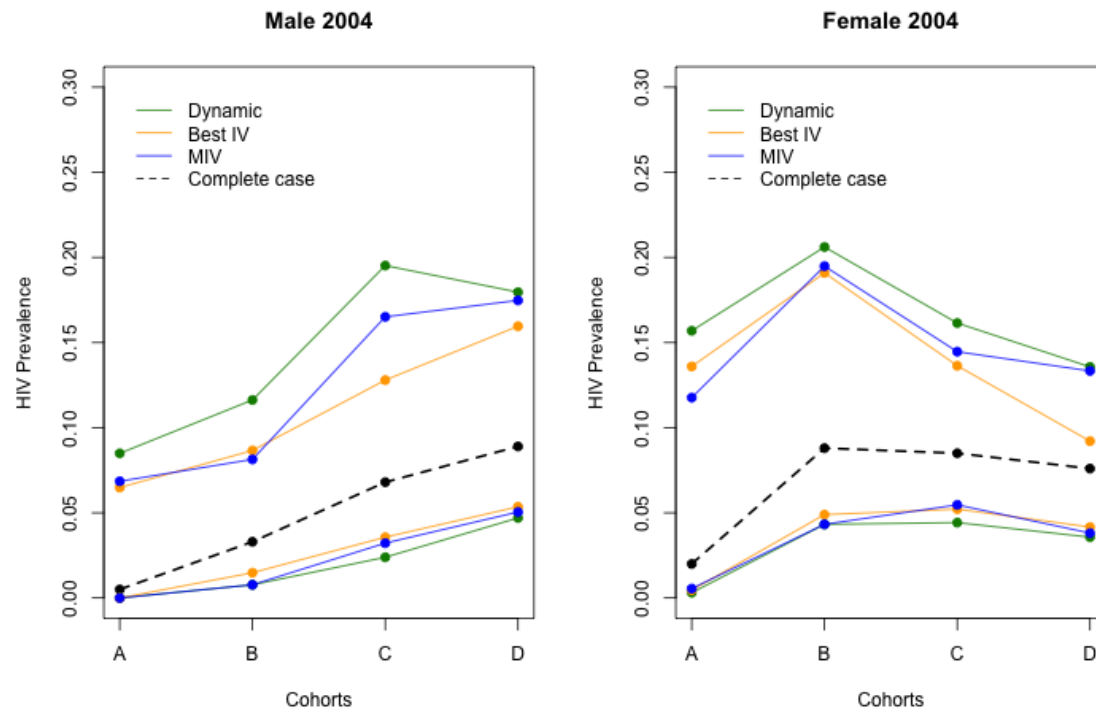 Male 2004
0.30
0.25
0.20
0.15
0.10
0.05
0.00
HIV Prevalence
Dynamic
Best IV
MIV
Complete case
A B C D
Cohorts
Female 2004
0.30
0.25
0.20
0.15
0.10
0.05
0.00
HIV Prevalence
Dynamic
Best IV
MIV
Complete case
A B C D
Cohorts